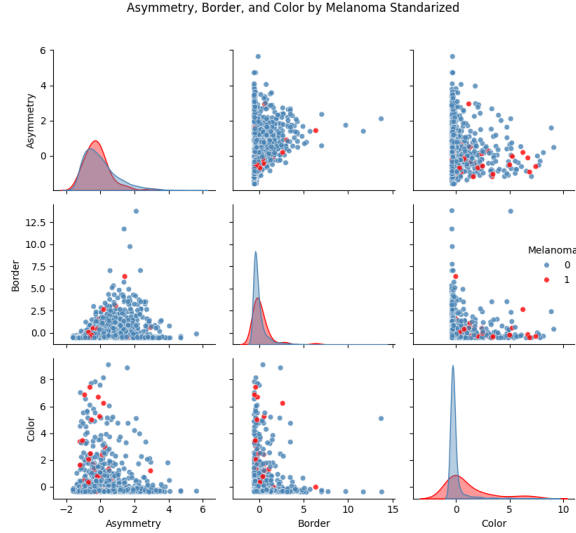 Asymmetry, Border, and Color by Melanoma Standarized
6
4
2
0
Asymmetry
12.5
10.0
7.5
5.0
2.5
0.0
Border
Melanoma
0
1
8
6
4
2
0
Color
−2 0 2 4 6
0 5 10 15
0 5 10
Asymmetry Border Color